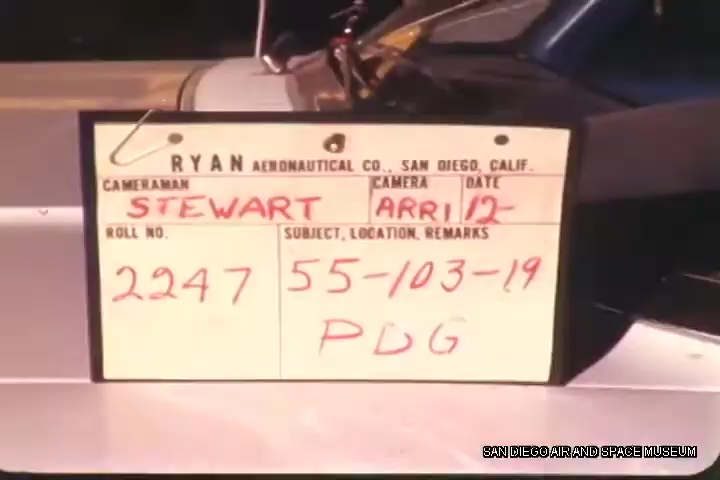 RYAN AERONAUTICAL CO., SAN DIEGO, CALIF.
CAMERAMAN CAMERA DATE
STEWART ARRI 12-
ROLL NO. SUBJECT, LOCATION, REMARKS
2247 55-103-19
PDG
SAN DIEGO AIR AND SPACE MUSEUM